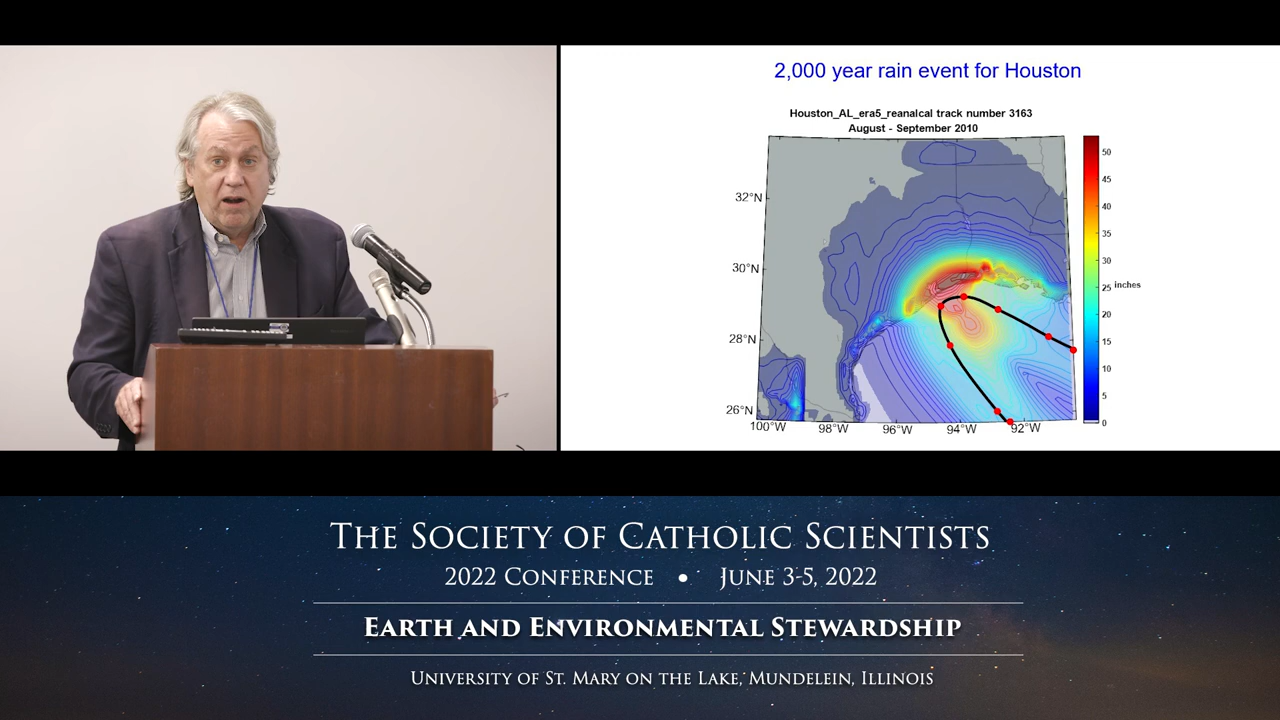 2,000 year rain event for Houston
Houston_AL_era5_reanalcal track number 3163
August - September 2010
32°N
30°N
28°N
26°N
100°W 98°W 96°W 94°W 92°W
50
45
40
35
30
25 inches
20
15
10
5
0
THE SOCIETY OF CATHOLIC SCIENTISTS
2022 CONFERENCE • JUNE 3-5, 2022
EARTH AND ENVIRONMENTAL STEWARDSHIP
UNIVERSITY OF ST. MARY ON THE LAKE, MUNDELEIN, ILLINOIS